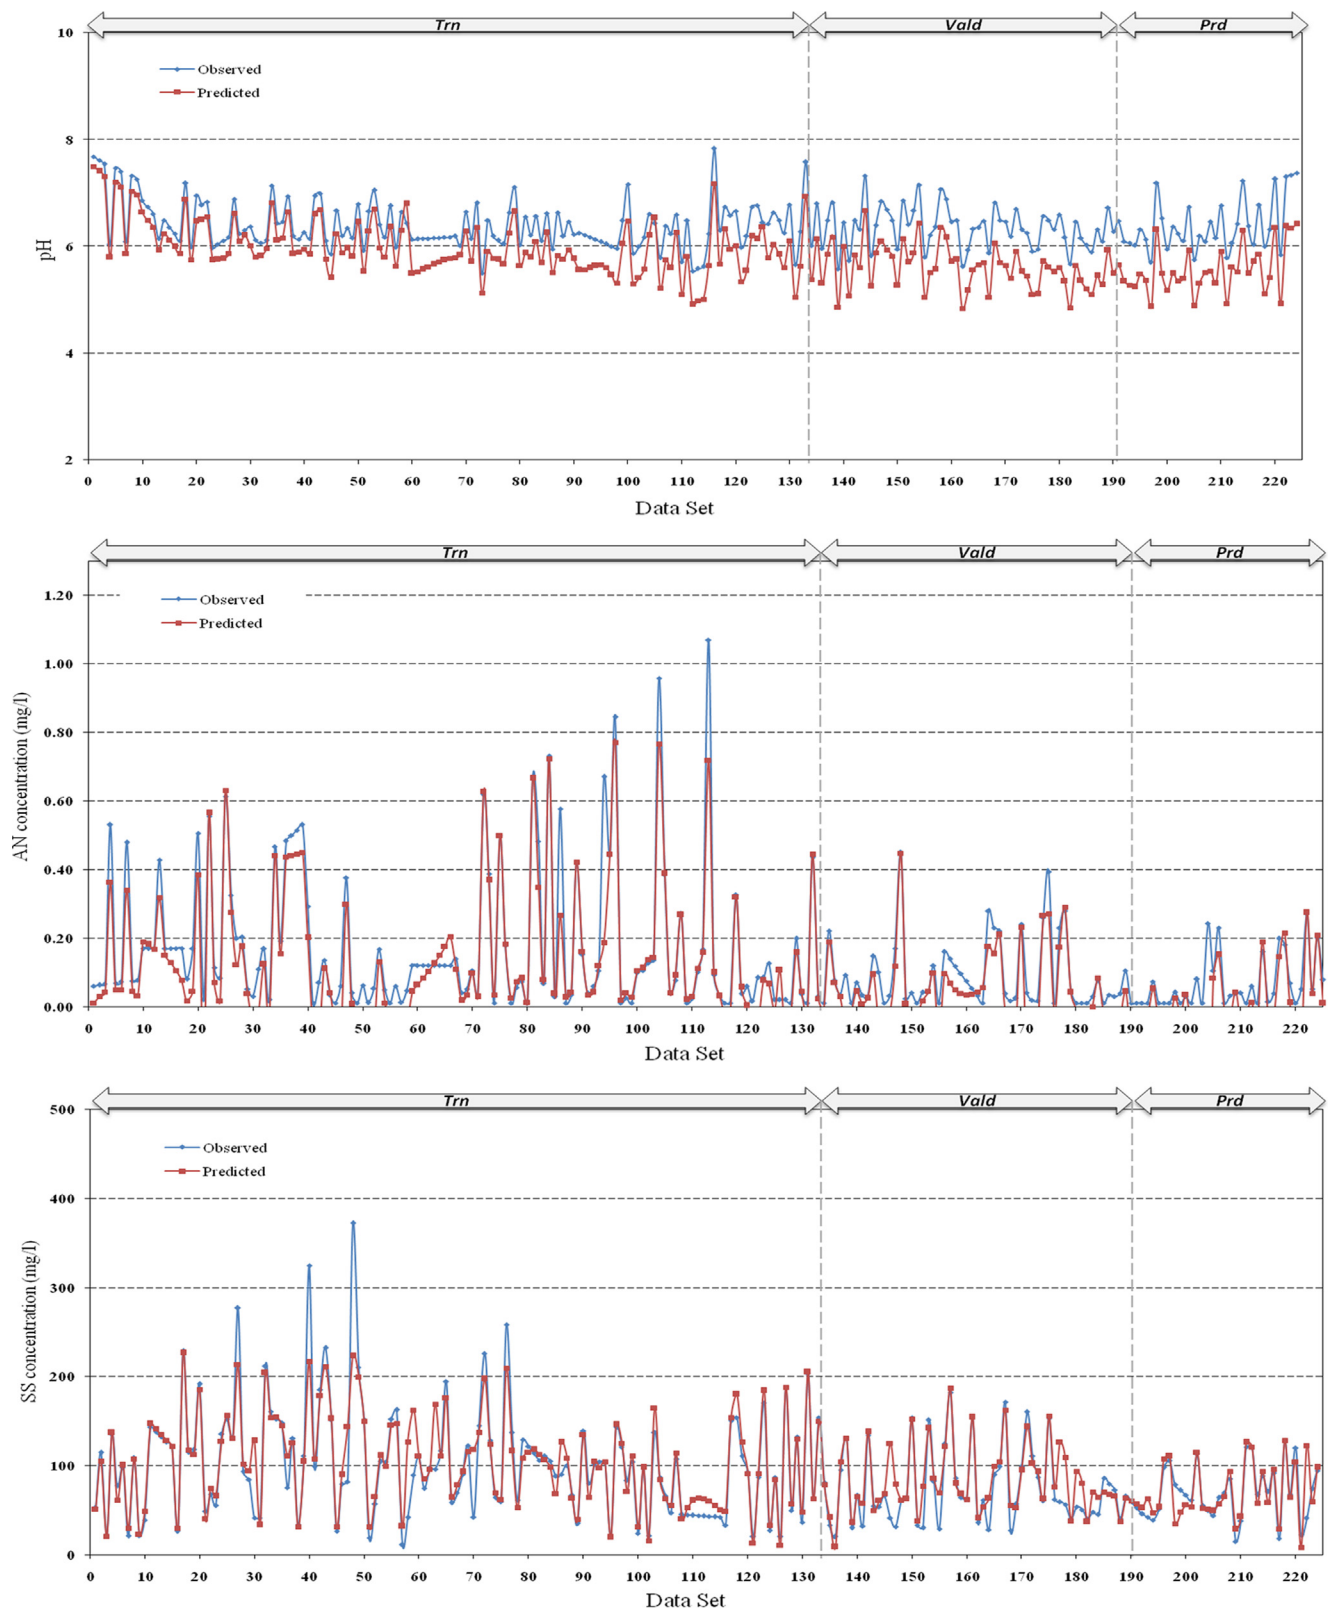 Trn Vald Prd
10
Observed
Predicted
8
6
pH
4
2
0 10 20 30 40 50 60 70 80 90 100 110 120 130 140 150 160 170 180 190 200 210 220
Data Set
Trn Vald Prd
1.20
Observed
Predicted
1.00
0.80
AN concentration (mg/l)
0.60
0.40
0.20
0.00
0 10 20 30 40 50 60 70 80 90 100 110 120 130 140 150 160 170 180 190 200 210 220
Data Set
Trn Vald Prd
500
Observed
Predicted
400
300
SS concentration (mg/l)
200
100
0
0 10 20 30 40 50 60 70 80 90 100 110 120 130 140 150 160 170 180 190 200 210 220
Data Set